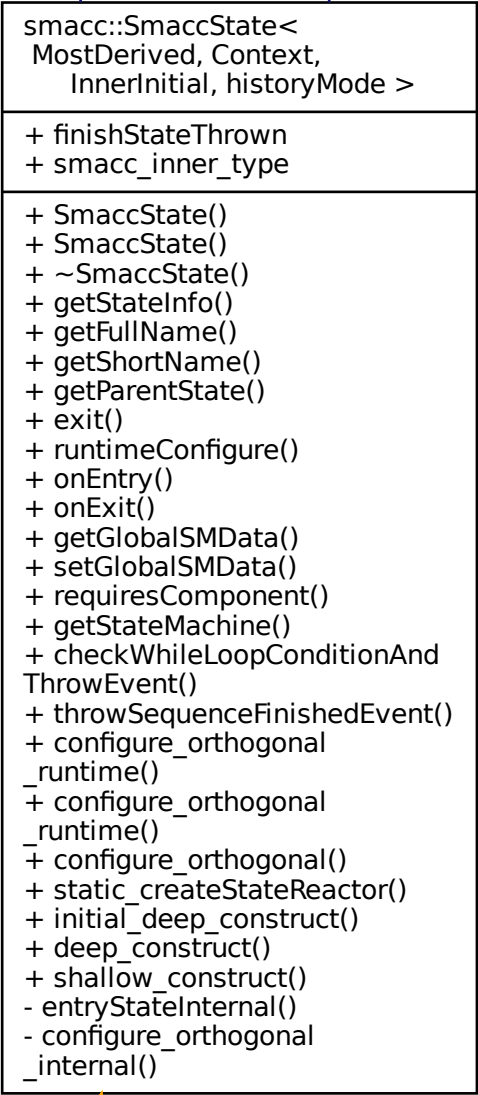 smacc::SmaccState<
MostDerived, Context,
InnerInitial, historyMode >
+ finishStateThrown
+ smacc_inner_type
+ SmaccState()
+ SmaccState()
+ ~SmaccState()
+ getStateInfo()
+ getFullName()
+ getShortName()
+ getParentState()
+ exit()
+ runtimeConfigure()
+ onEntry()
+ onExit()
+ getGlobalSMData()
+ setGlobalSMData()
+ requiresComponent()
+ getStateMachine()
+ checkWhileLoopConditionAnd
ThrowEvent()
+ throwSequenceFinishedEvent()
+ configure_orthogonal
_runtime()
+ configure_orthogonal
_runtime()
+ configure_orthogonal()
+ static_createStateReactor()
+ initial_deep_construct()
+ deep_construct()
+ shallow_construct()
- entryStateInternal()
- configure_orthogonal
_internal()